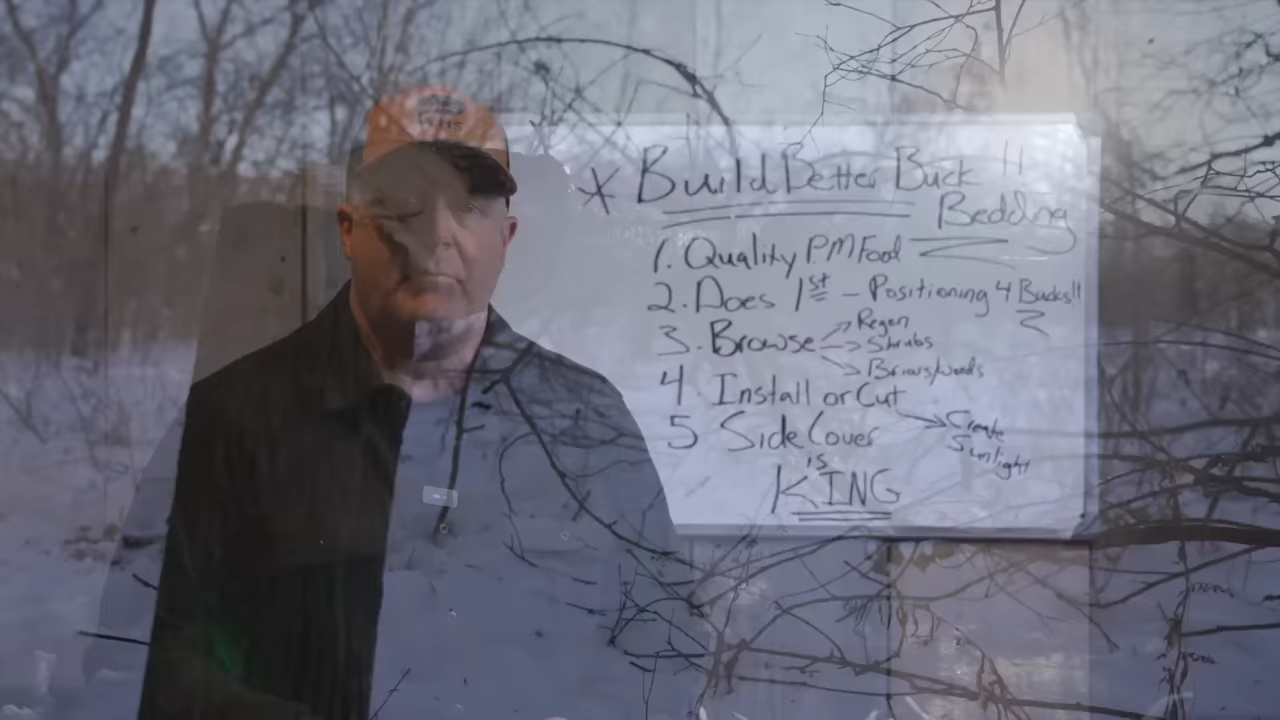 * Build Better Buck !!
Bedding
1. Quality PM Food
2. Does 1st - Positioning 4 Bucks!!
3. Browse
Regen
Shrubs
Briars/weeds
4 Install or Cut
Create
Sunlight
5 Side Cover
is
KING